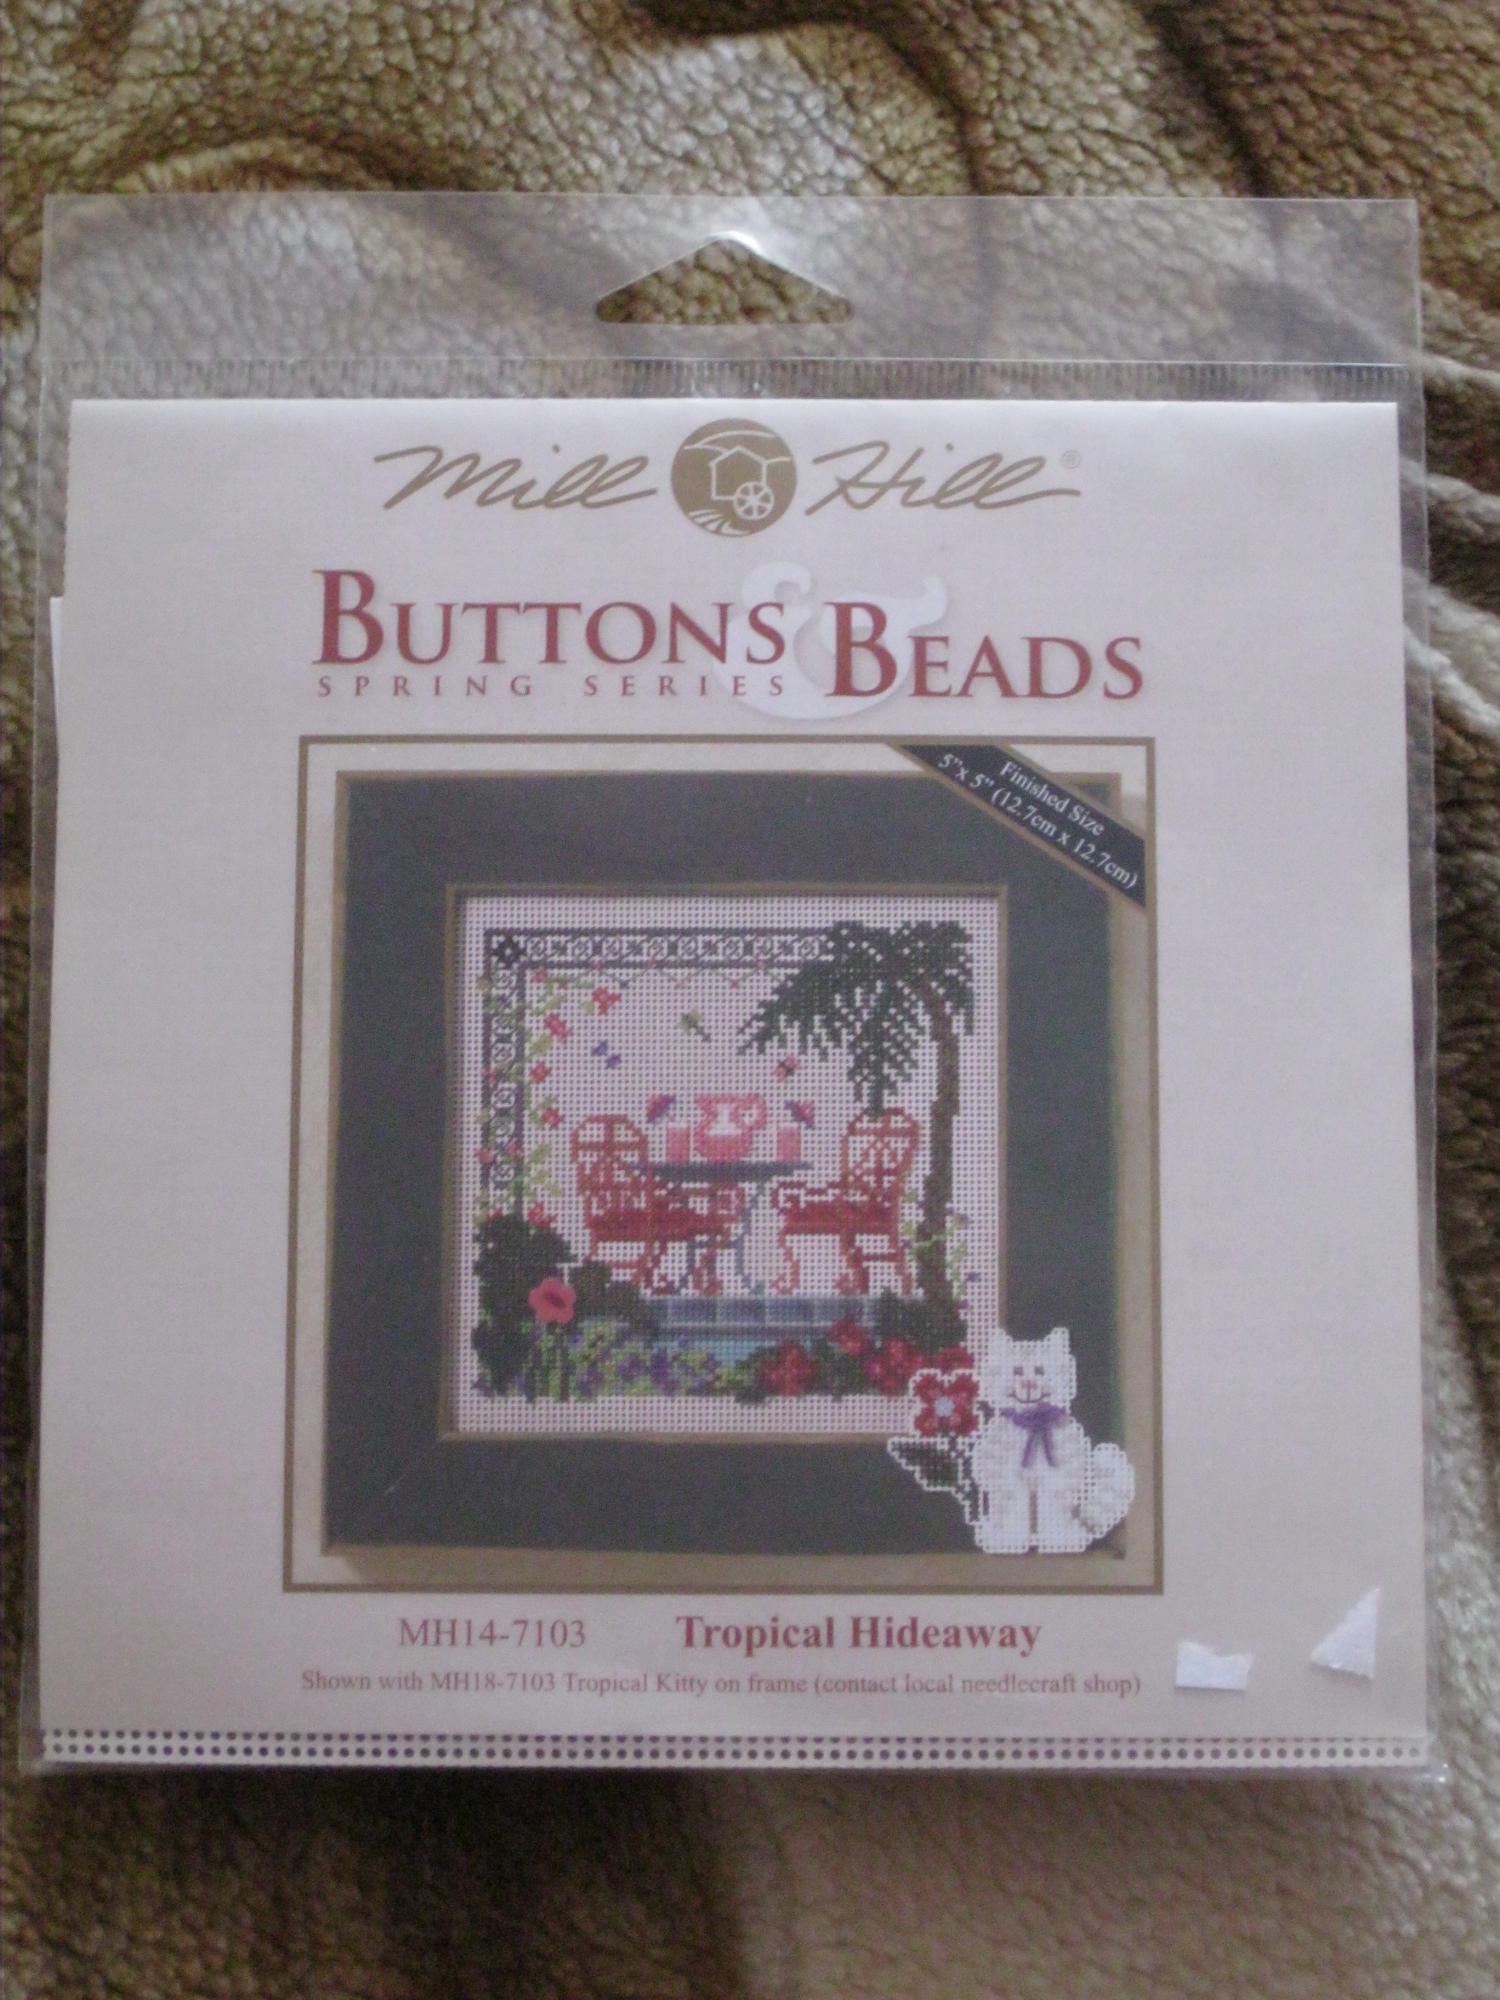 Mill Hill®
BUTTONS & BEADS
SPRING SERIES
Finished Size
5"x 5" (12.7cm x 12.7cm)
MH14-7103 Tropical Hideaway
Shown with MH18-7103 Tropical Kitty on frame (contact local needlecraft shop)